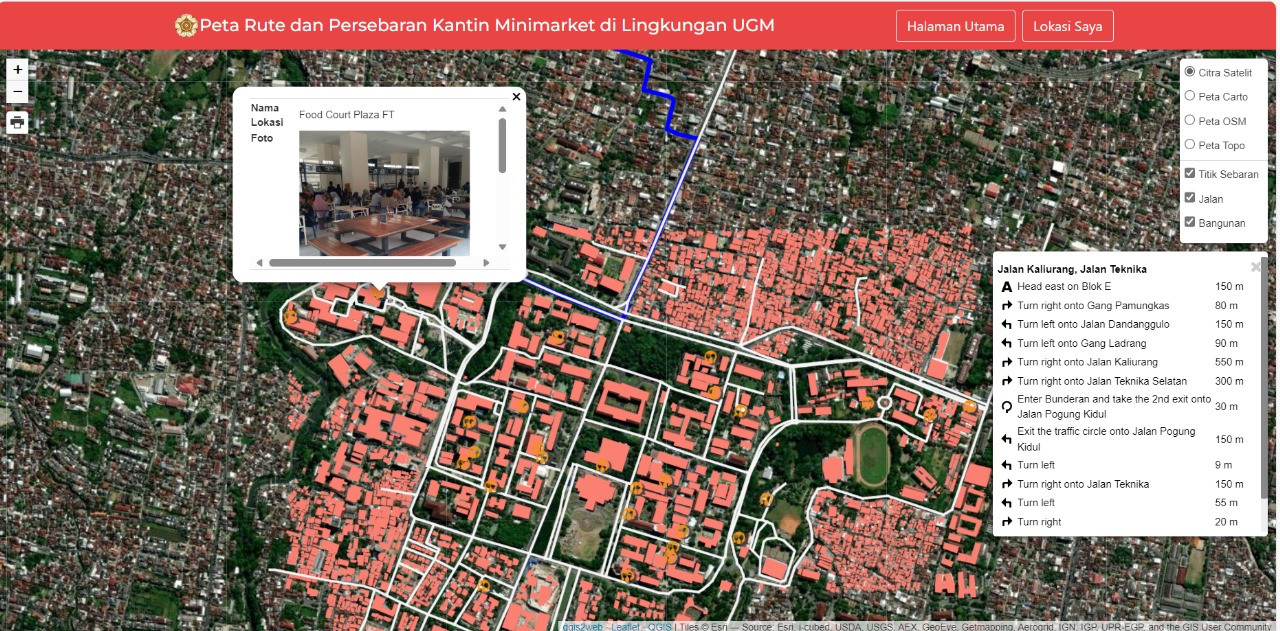 Peta Rute dan Persebaran Kantin Minimarket di Lingkungan UGM
Halaman Utama
Lokasi Saya
+
−
Nama
Lokasi
Food Court Plaza FT
Foto
Citra Satelit
Peta Carto
Peta OSM
Peta Topo
Titik Sebaran
Jalan
Bangunan
Jalan Kaliurang, Jalan Teknika
Head east on Blok E 150 m
Turn right onto Gang Pamungkas 80 m
Turn left onto Jalan Dandanggulo 150 m
Turn left onto Gang Ladrang 90 m
Turn right onto Jalan Kaliurang 550 m
Turn right onto Jalan Teknika Selatan 300 m
Enter Bunderan and take the 2nd exit onto
Jalan Pogung Kidul 30 m
Exit the traffic circle onto Jalan Pogung
Kidul 150 m
Turn left 9 m
Turn right onto Jalan Teknika 150 m
Turn left 55 m
Turn right 20 m
qgis2web · Leaflet · QGIS | Tiles © Esri — Source: Esri, i-cubed, USDA, USGS, AEX, GeoEye, Getmapping, Aerogrid, IGN, IGP, UPR-EGP, and the GIS User Community